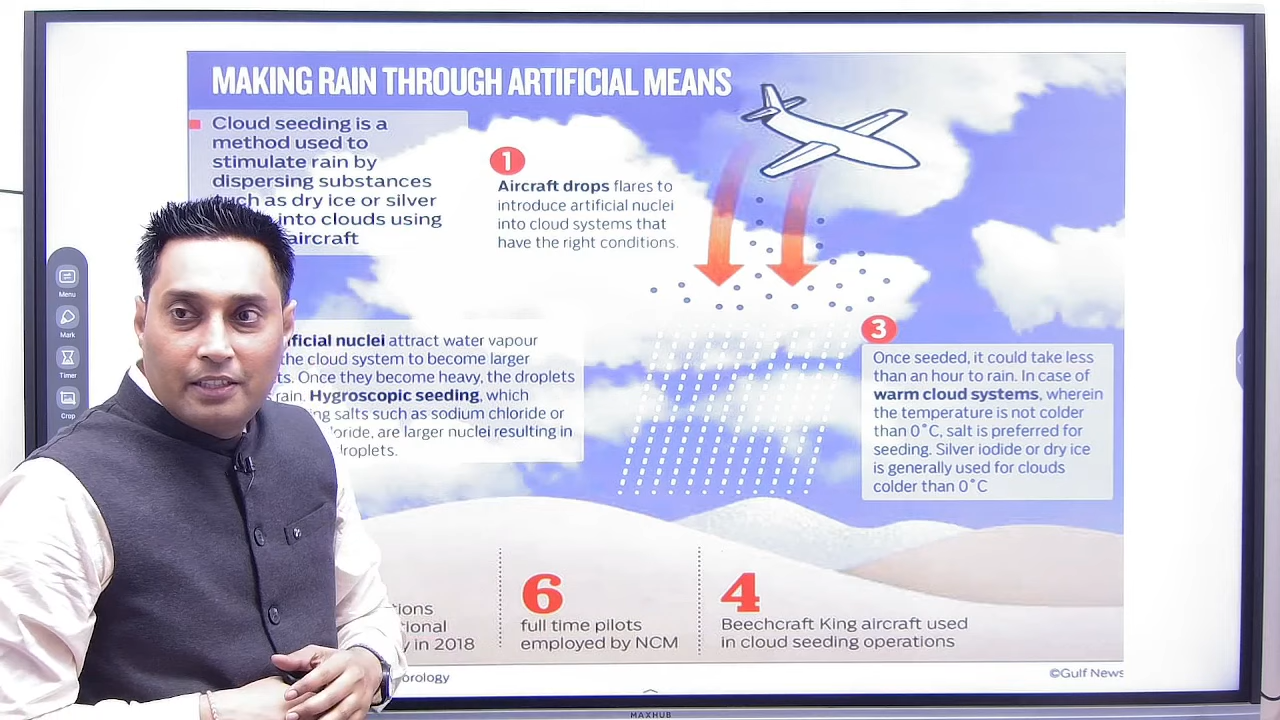 MAKING RAIN THROUGH ARTIFICIAL MEANS
Cloud seeding is a
method used to
stimulate rain by
dispersing substances
such as dry ice or silver
into clouds using
aircraft
1
Aircraft drops flares to
introduce artificial nuclei
into cloud systems that
have the right conditions.
nuclei attract water vapour
the cloud system to become larger
Once they become heavy, the droplets
rain. Hygroscopic seeding, which
salts such as sodium chloride or
are larger nuclei resulting in
droplets.
3
Once seeded, it could take less
than an hour to rain. In case of
warm cloud systems, wherein
the temperature is not colder
than 0˚C, salt is preferred for
seeding. Silver iodide or dry ice
is generally used for clouds
colder than 0˚C
in 2018
6
full time pilots
employed by NCM
4
Beechcraft King aircraft used
in cloud seeding operations
©Gulf News
Menu
Mark
Timer
Crop
MAXHUB